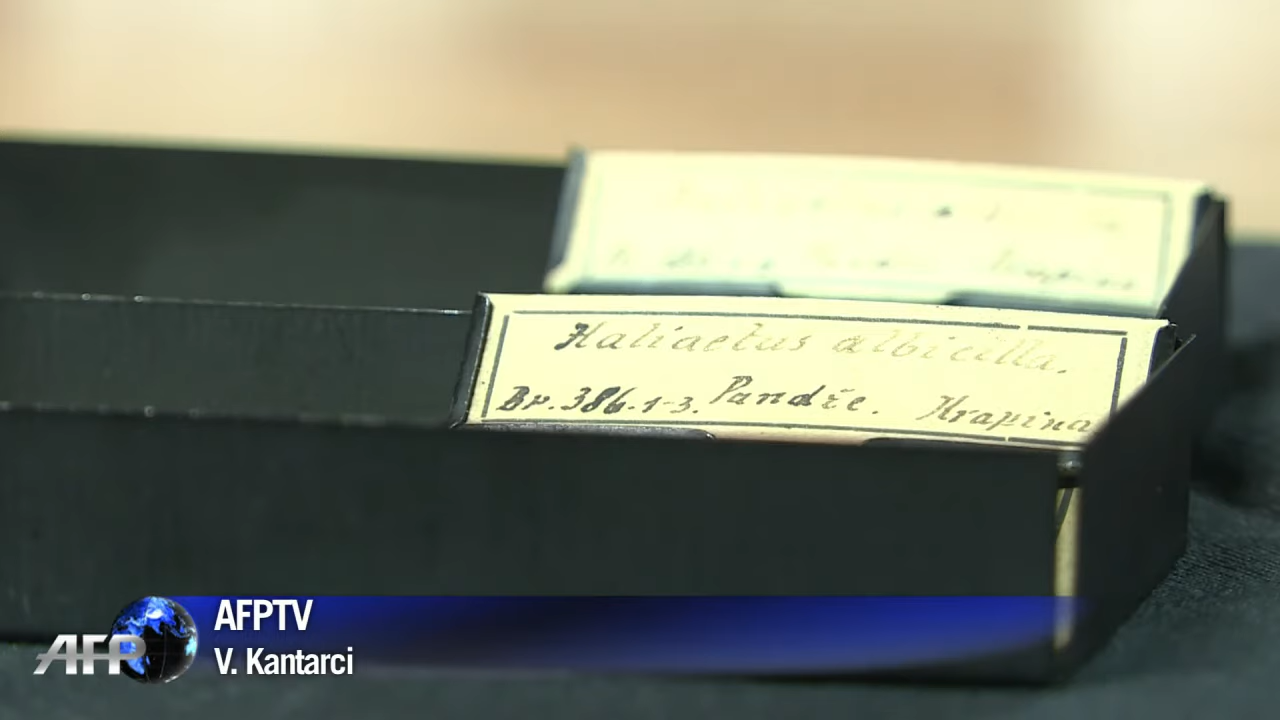 Haliaetus albicilla.
Br. 386.1-3. Pandže. Krapina
AFP
AFPTV
V. Kantarci